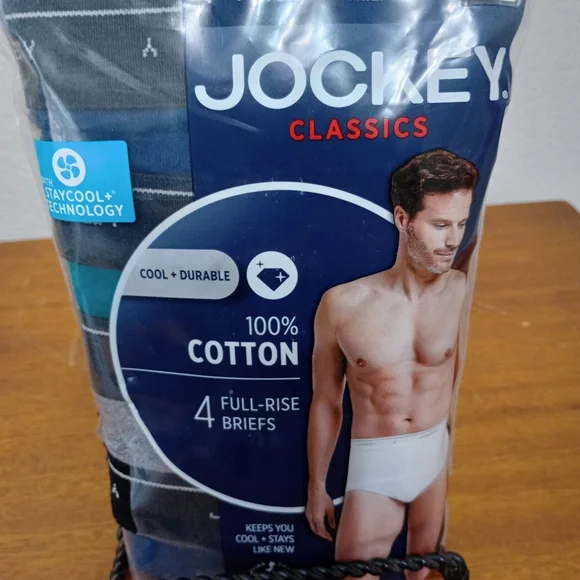 JOCKEY®
CLASSICS
WITH
STAYCOOL+®
TECHNOLOGY
COOL + DURABLE
100%
COTTON
4 FULL-RISE
BRIEFS
KEEPS YOU
COOL + STAYS
LIKE NEW